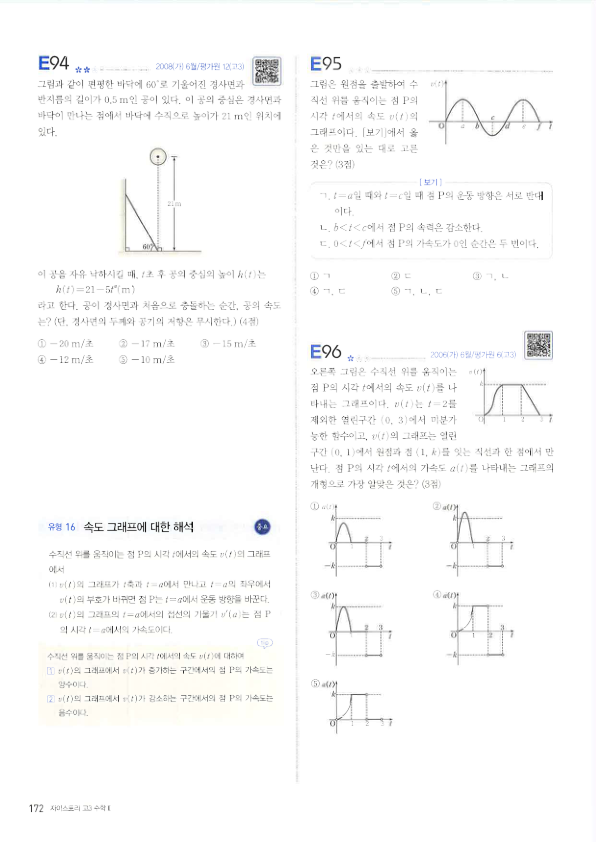 E94
2008(가) 6월/평가원 12(고3)
그림과 같이 편평한 바닥에 60°로 기울어진 경사면과
반지름의 길이가 0.5 m인 공이 있다. 이 공의 중심은 경사면과
바닥이 만나는 점에서 바닥에 수직으로 높이가 21 m인 위치에
있다.
21 m
60°
이 공을 자유 낙하시킬 때, t초 후 공의 중심의 높이 h(t)는
h(t)=21-5t²(m)
라고 한다. 공이 경사면과 처음으로 충돌하는 순간, 공의 속도
는? (단, 경사면의 두께와 공기의 저항은 무시한다.) (4점)
① -20 m/초
② -17 m/초
③ -15 m/초
④ -12 m/초
⑤ -10 m/초
유형 16 속도 그래프에 대한 해석
중요
수직선 위를 움직이는 점 P의 시각 t에서의 속도 v(t)의 그래프
에서
(1) v(t)의 그래프가 t축과 t=a에서 만나고 t=a의 좌우에서
v(t)의 부호가 바뀌면 점 P는 t=a에서 운동 방향을 바꾼다.
(2) v(t)의 그래프의 t=a에서의 접선의 기울기 v'(a)는 점 P
의 시각 t=a에서의 가속도이다.
수직선 위를 움직이는 점 P의 시각 t에서의 속도 v(t)에 대하여
1 v(t)의 그래프에서 v(t)가 증가하는 구간에서의 점 P의 가속도는
양수이다.
2 v(t)의 그래프에서 v(t)가 감소하는 구간에서의 점 P의 가속도는
음수이다.
172 자이스토리 고3 수학 Ⅱ
E95
그림은 원점을 출발하여 수
직선 위를 움직이는 점 P의
시각 t에서의 속도 v(t)의
그래프이다. [보기]에서 옳
은 것만을 있는 대로 고른
것은? (3점)
v(t)
O a b c d e f t
[보기]
ㄱ. t=a일 때와 t=c일 때 점 P의 운동 방향은 서로 반대
이다.
ㄴ. b<t<c에서 점 P의 속력은 감소한다.
ㄷ. 0<t<f에서 점 P의 가속도가 0인 순간은 두 번이다.
① ㄱ
② ㄷ
③ ㄱ, ㄴ
④ ㄱ, ㄷ
⑤ ㄱ, ㄴ, ㄷ
E96
2006(가) 6월/평가원 6(고3)
오른쪽 그림은 수직선 위를 움직이는
점 P의 시각 t에서의 속도 v(t)를 나
타내는 그래프이다. v(t)는 t=2를
제외한 열린구간 (0, 3)에서 미분가
능한 함수이고, v(t)의 그래프는 열린
구간 (0, 1)에서 원점과 점 (1, k)를 잇는 직선과 한 점에서 만
난다. 점 P의 시각 t에서의 가속도 a(t)를 나타내는 그래프의
개형으로 가장 알맞은 것은? (3점)
v(t)
k
O 1 2 3 t
① a(t)
k
O 1 2 3 t
-k
② a(t)
k
O 1 2 3 t
-k
③ a(t)
k
O 1 2 3 t
-k
④ a(t)
k
O 1 2 3 t
-k
⑤ a(t)
k
O 1 2 3 t